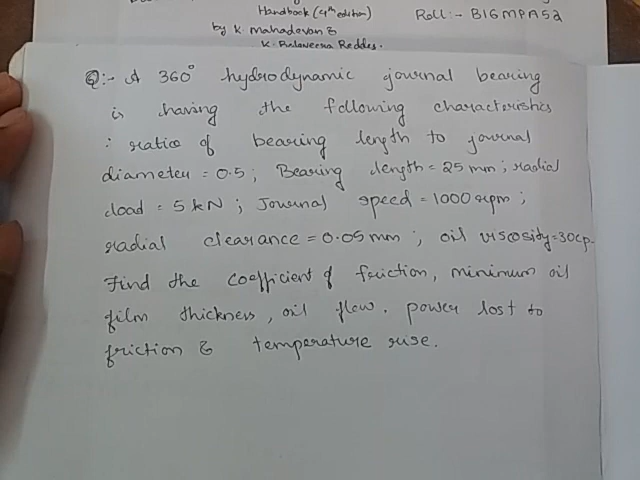 Handbook (4th edition)
Roll:- B16MPA52
by K. Mahadevan &
K. Balaveera Reddy.
Q:- A 360° hydrodynamic journal bearing
is having the following characteristics
: ratio of bearing length to journal
diameter = 0.5; Bearing length = 25 mm; radial
load = 5 kN; Journal speed = 1000 rpm;
radial clearance = 0.05 mm; oil viscosity = 30cp.
Find the coefficient of friction, minimum oil
film thickness, oil flow, power lost to
friction & temperature rise.